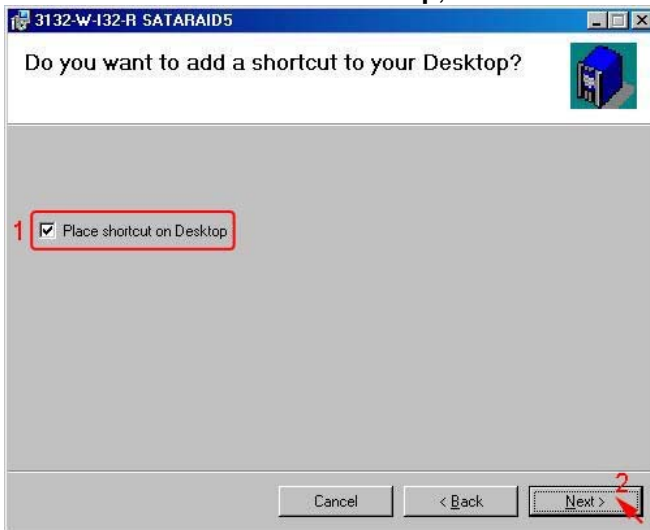 3132-W-I32-R SATARAID5
Do you want to add a shortcut to your Desktop?
1 Place shortcut on Desktop
2
Cancel < Back Next >